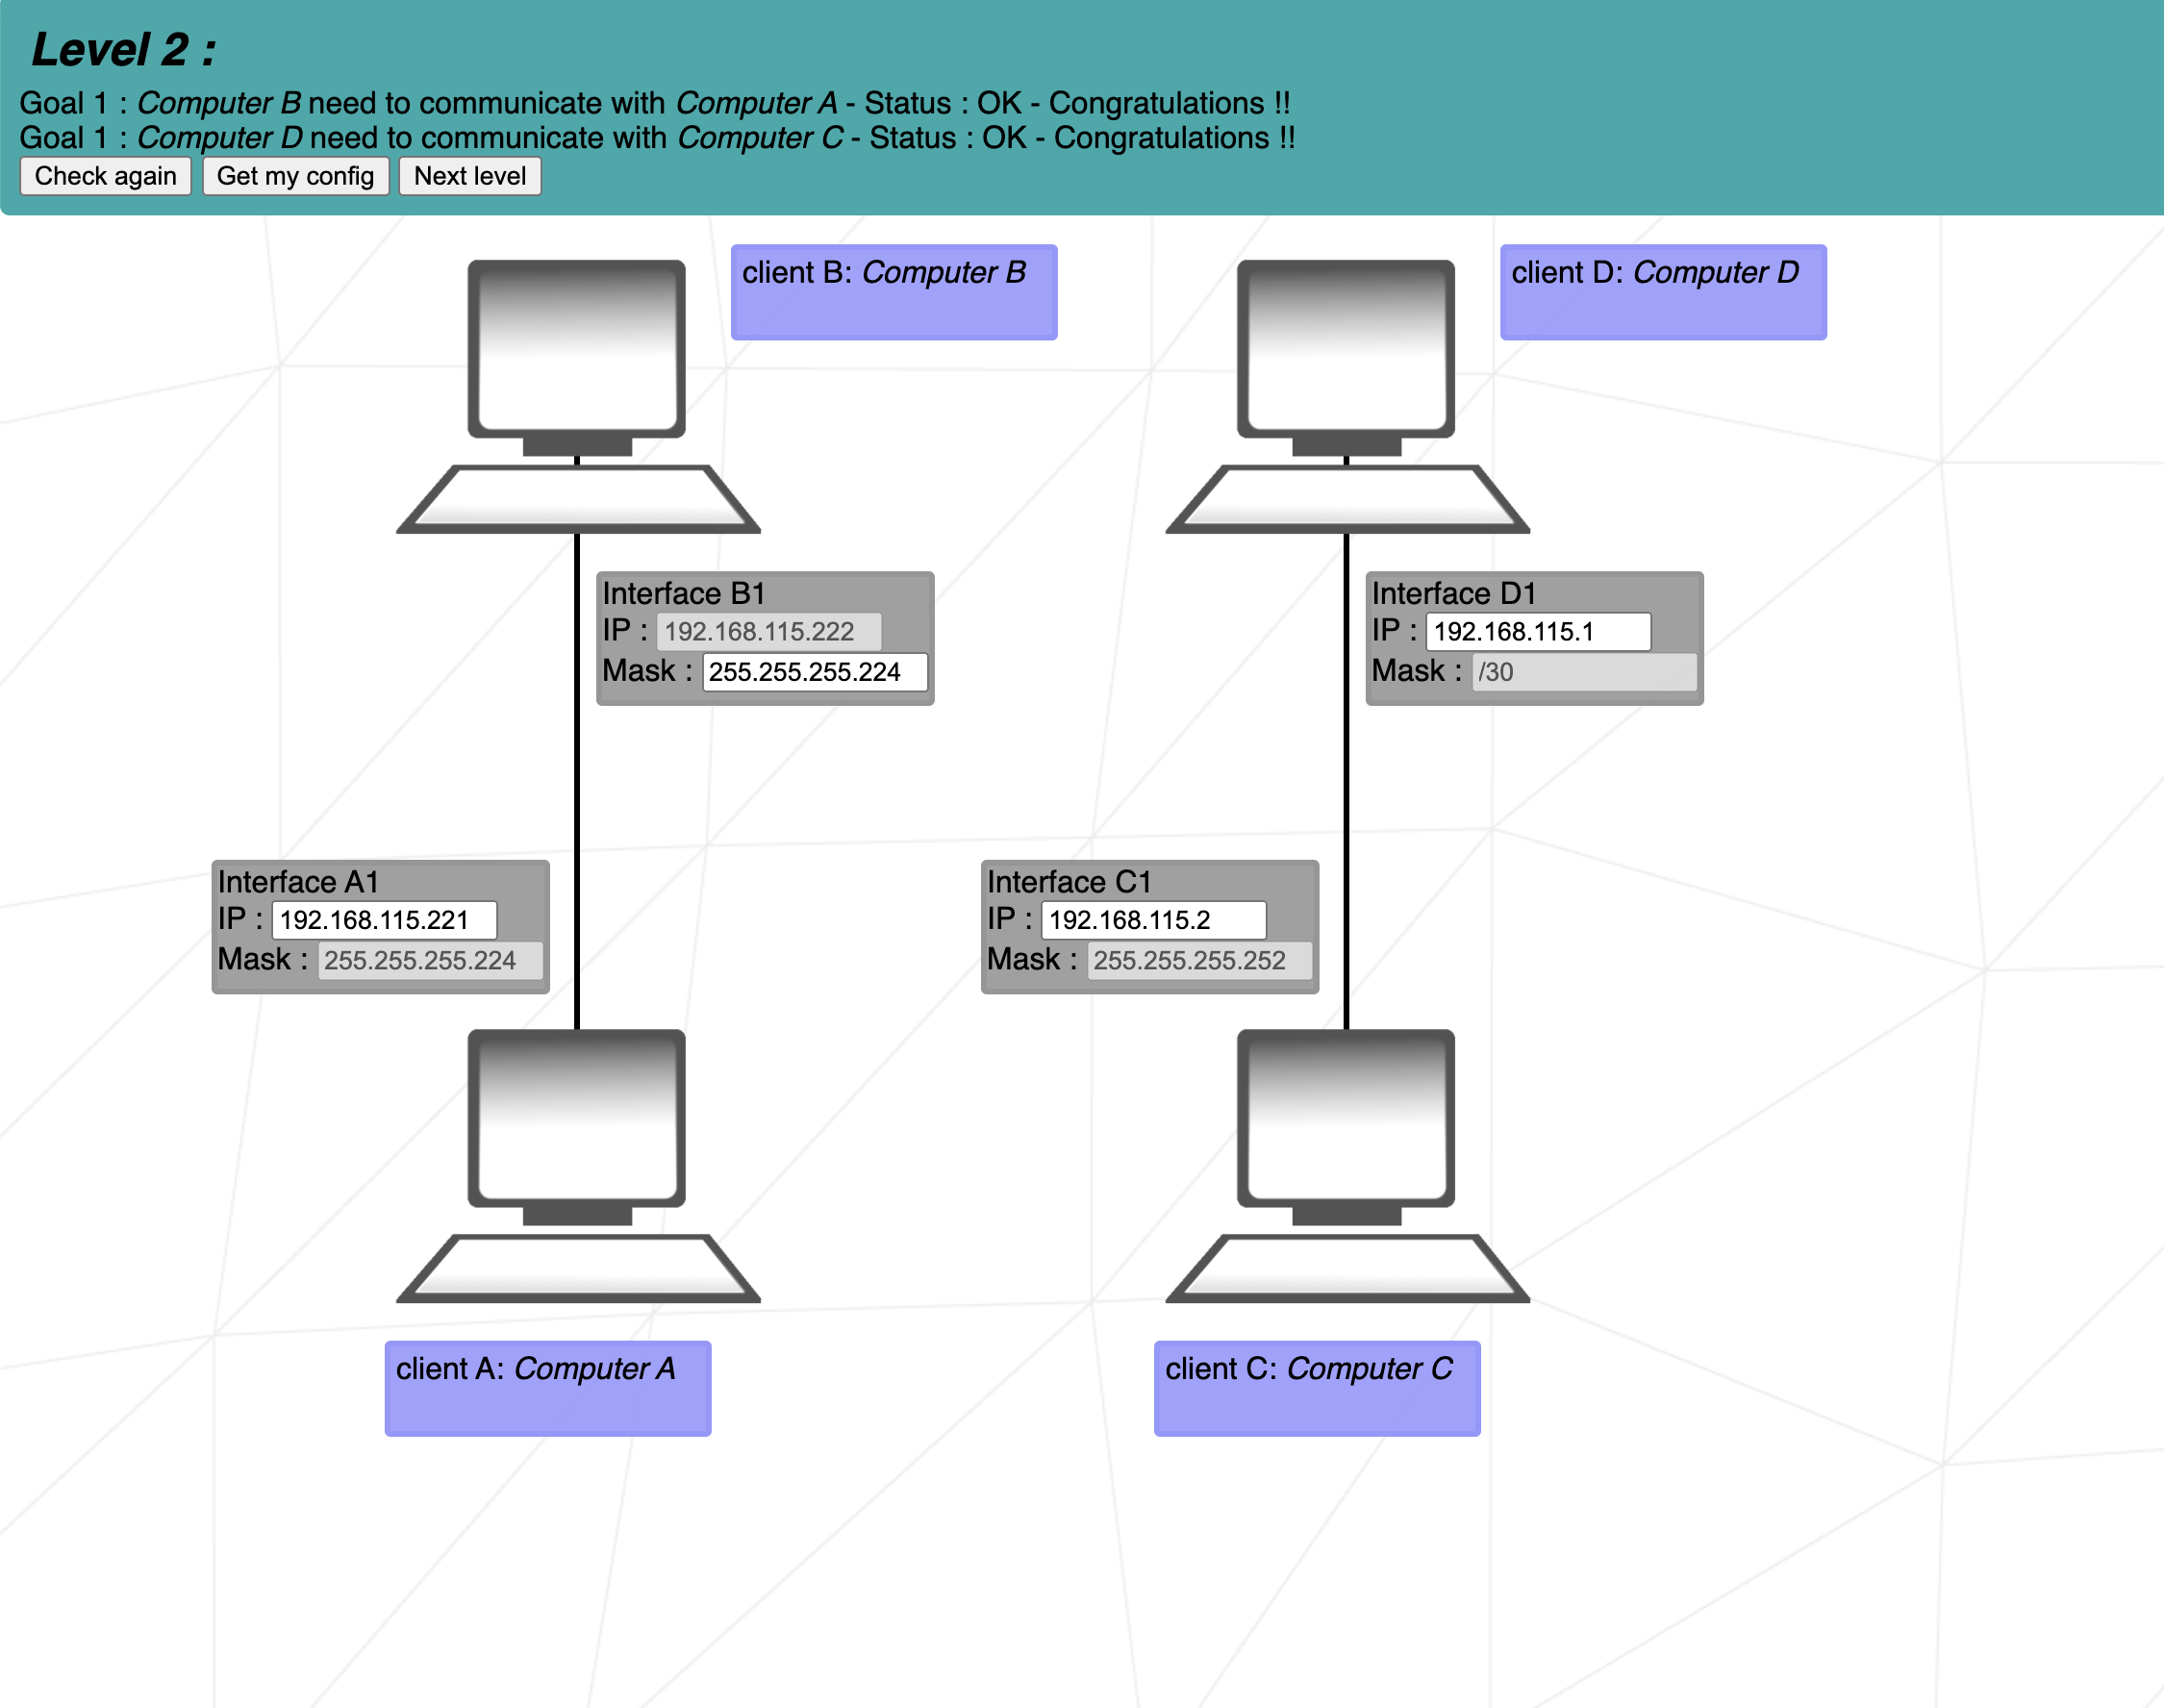 Level 2 :
Goal 1 : Computer B need to communicate with Computer A - Status : OK - Congratulations !!
Goal 1 : Computer D need to communicate with Computer C - Status : OK - Congratulations !!
Check again Get my config Next level
client B: Computer B
client D: Computer D
Interface B1
IP : 192.168.115.222
Mask : 255.255.255.224
Interface D1
IP : 192.168.115.1
Mask : /30
Interface A1
IP : 192.168.115.221
Mask : 255.255.255.224
Interface C1
IP : 192.168.115.2
Mask : 255.255.255.252
client A: Computer A
client C: Computer C